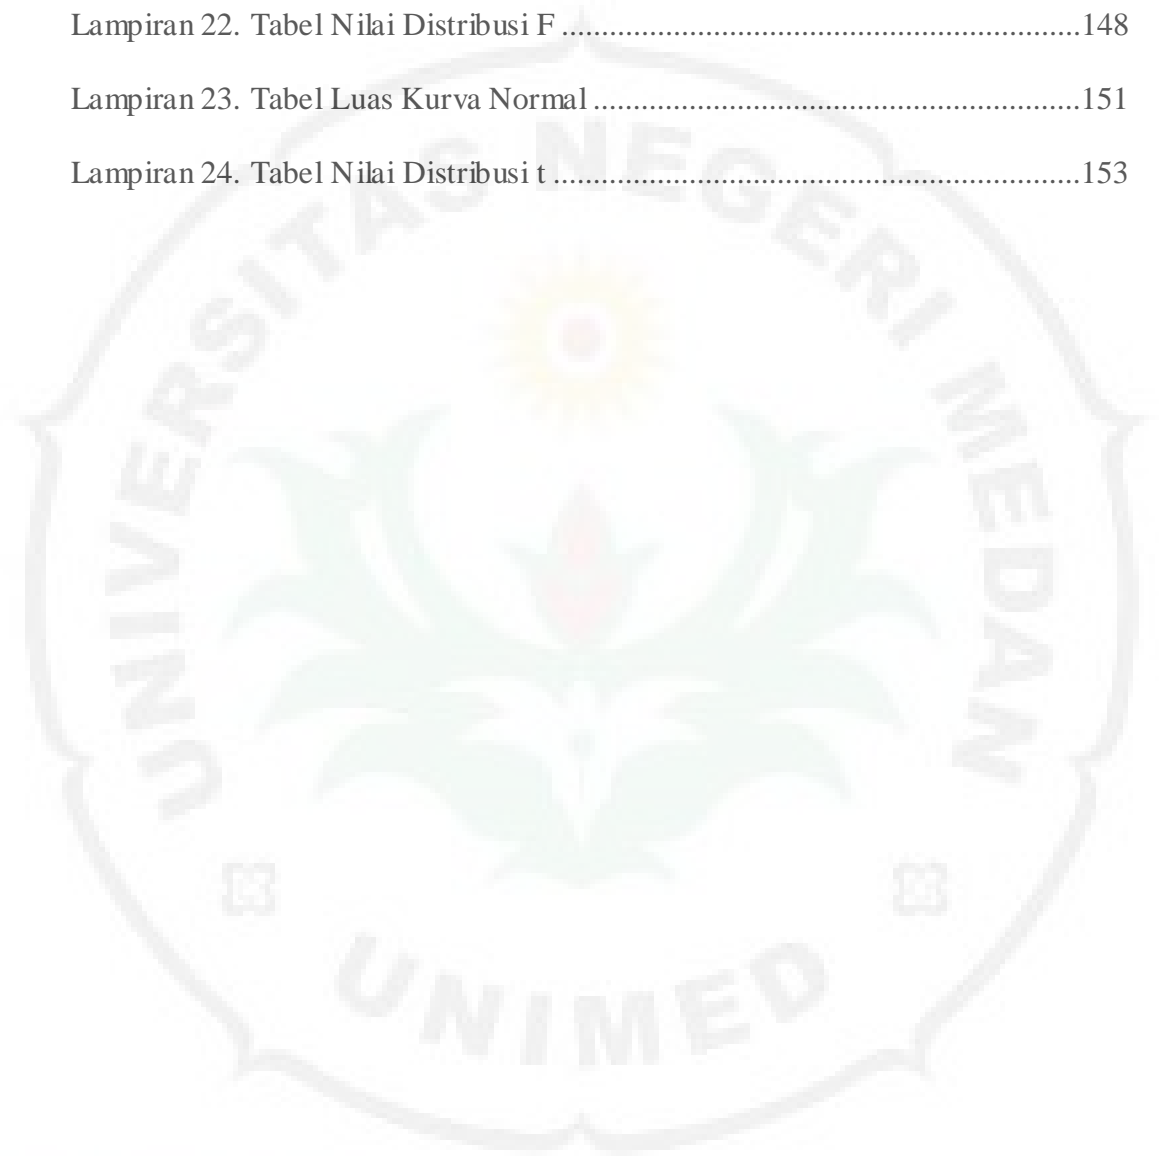 Lampiran 22. Tabel Nilai Distribusi F ................................................................148
Lampiran 23. Tabel Luas Kurva Normal ............................................................151
Lampiran 24. Tabel Nilai Distribusi t .................................................................153
UNIVERSITAS NEGERI MEDAN
UNIMED